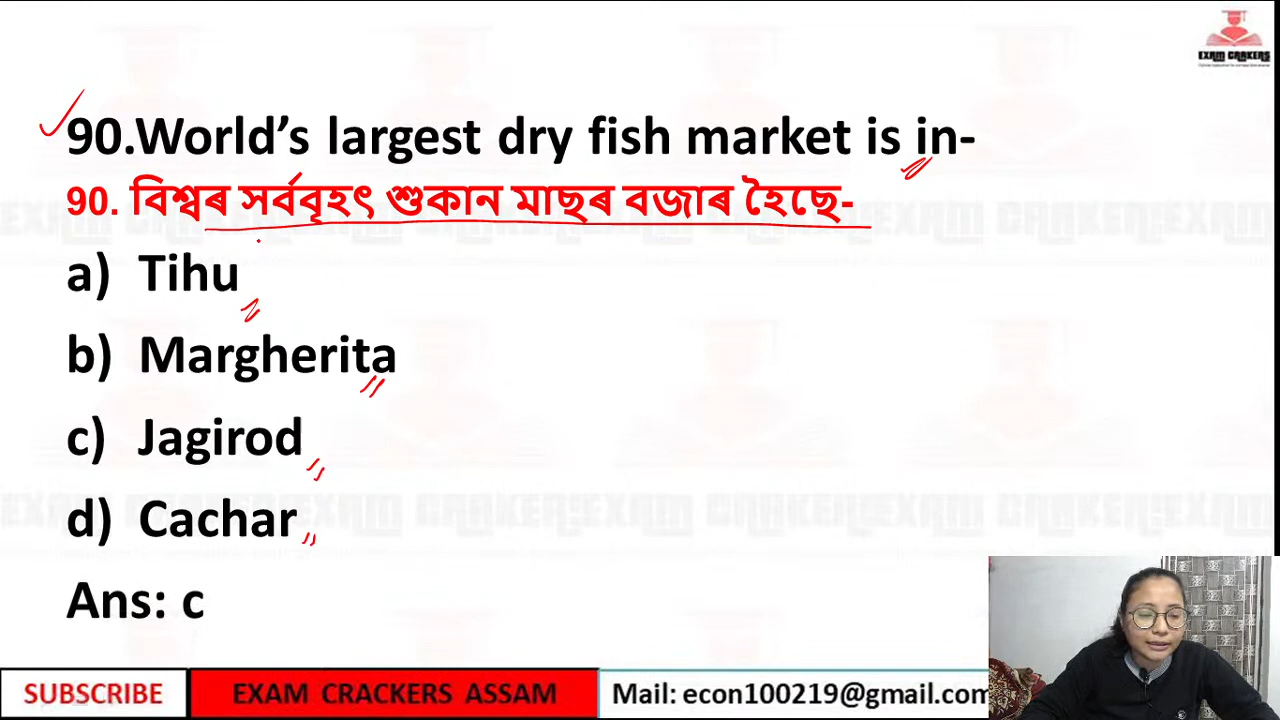 EXAM CRAKERS
90.World’s largest dry fish market is in-
90. বিশ্বৰ সৰ্ববৃহৎ শুকান মাছৰ বজাৰ হৈছে-
a) Tihu
b) Margherita
c) Jagirod
d) Cachar
Ans: c
SUBSCRIBE EXAM CRACKERS ASSAM Mail: econ100219@gmail.com